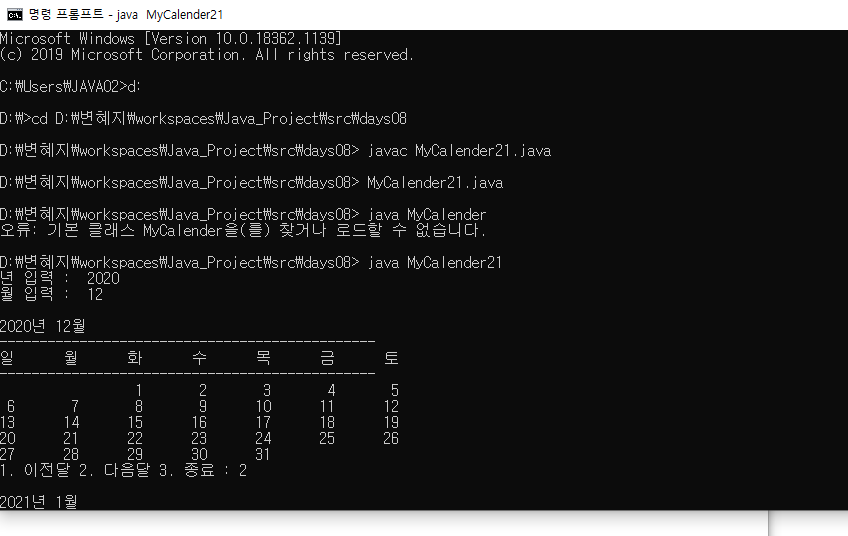 명령 프롬프트 - java MyCalender21
Microsoft Windows [Version 10.0.18362.1139]
(c) 2019 Microsoft Corporation. All rights reserved.
C:\Users\JAVA02>d:
D:\>cd D:\변혜지\workspaces\Java_Project\src\days08
D:\변혜지\workspaces\Java_Project\src\days08> javac MyCalender21.java
D:\변혜지\workspaces\Java_Project\src\days08> MyCalender21.java
D:\변혜지\workspaces\Java_Project\src\days08> java MyCalender
오류: 기본 클래스 MyCalender을(를) 찾거나 로드할 수 없습니다.
D:\변혜지\workspaces\Java_Project\src\days08> java MyCalender21
년 입력 : 2020
월 입력 : 12
2020년 12월
-----------------------------------------------
일 월 화 수 목 금 토
-----------------------------------------------
1 2 3 4 5
6 7 8 9 10 11 12
13 14 15 16 17 18 19
20 21 22 23 24 25 26
27 28 29 30 31
1. 이전달 2. 다음달 3. 종료 : 2
2021년 1월